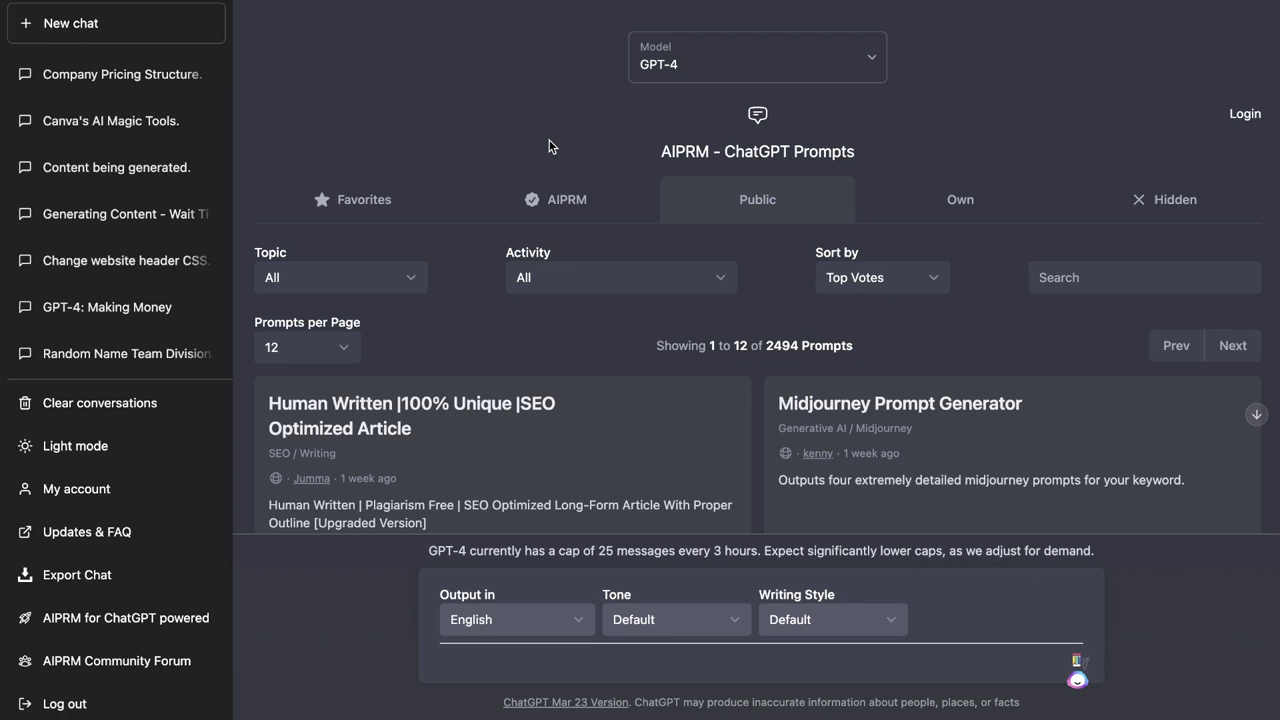 New chat
Company Pricing Structure.
Canva's AI Magic Tools.
Content being generated.
Generating Content - Wait Ti
Change website header CSS.
GPT-4: Making Money
Random Name Team Division
Clear conversations
Light mode
My account
Updates & FAQ
Export Chat
AIPRM for ChatGPT powered
AIPRM Community Forum
Log out
Model
GPT-4
Login
AIPRM - ChatGPT Prompts
Favorites
AIPRM
Public
Own
Hidden
Topic
All
Activity
All
Sort by
Top Votes
Search
Prompts per Page
12
Showing 1 to 12 of 2494 Prompts
Prev
Next
Human Written |100% Unique |SEO
Optimized Article
SEO / Writing
· Jumma · 1 week ago
Human Written | Plagiarism Free | SEO Optimized Long-Form Article With Proper
Outline [Upgraded Version]
Midjourney Prompt Generator
Generative AI / Midjourney
· kenny · 1 week ago
Outputs four extremely detailed midjourney prompts for your keyword.
GPT-4 currently has a cap of 25 messages every 3 hours. Expect significantly lower caps, as we adjust for demand.
Output in
English
Tone
Default
Writing Style
Default
ChatGPT Mar 23 Version. ChatGPT may produce inaccurate information about people, places, or facts